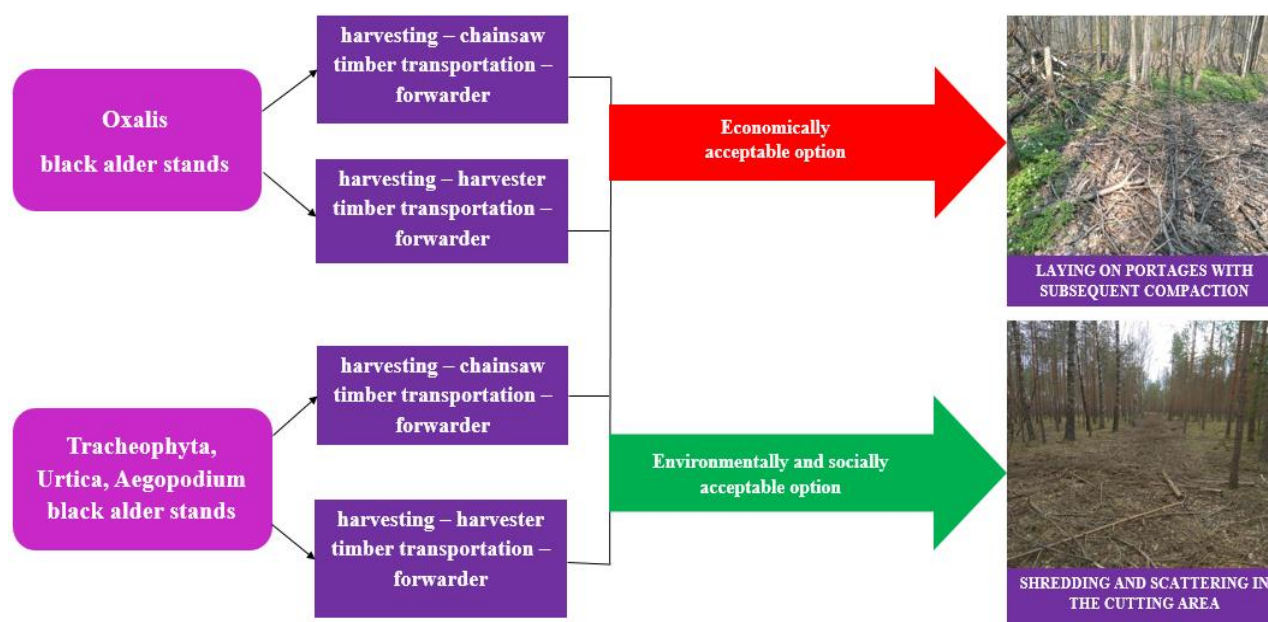 Oxalis
black alder stands
harvesting – chainsaw
timber transportation –
forwarder
harvesting – harvester
timber transportation –
forwarder
Economically
acceptable option
LAYING ON PORTAGES WITH
SUBSEQUENT COMPACTION
Tracheophyta,
Urtica, Aegopodium
black alder stands
harvesting – chainsaw
timber transportation –
forwarder
harvesting – harvester
timber transportation –
forwarder
Environmentally and socially
acceptable option
SHREDDING AND SCATTERING IN
THE CUTTING AREA